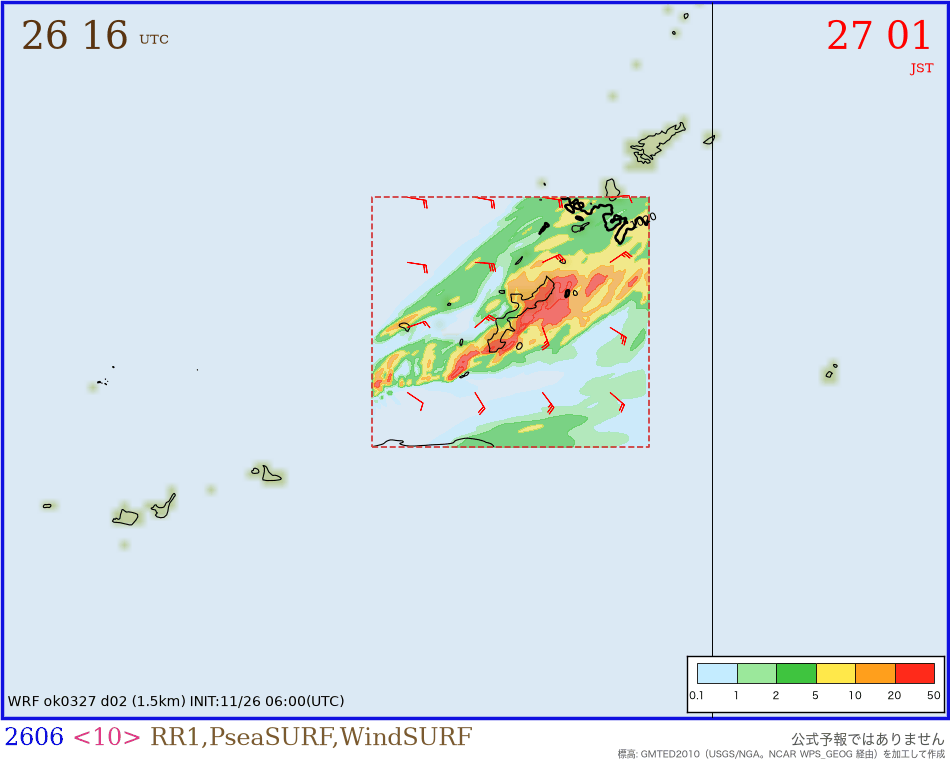 26 16 UTC
27 01
JST
1020
0.1 1 2 5 10 20 50
WRF ok0327 d02 (1.5km) INIT:11/26 06:00(UTC)
2606 <10> RR1,PseaSURF,WindSURF
公式予報ではありません
標高: GMTED2010（USGS/NGA。NCAR WPS_GEOG 経由）を加工して作成